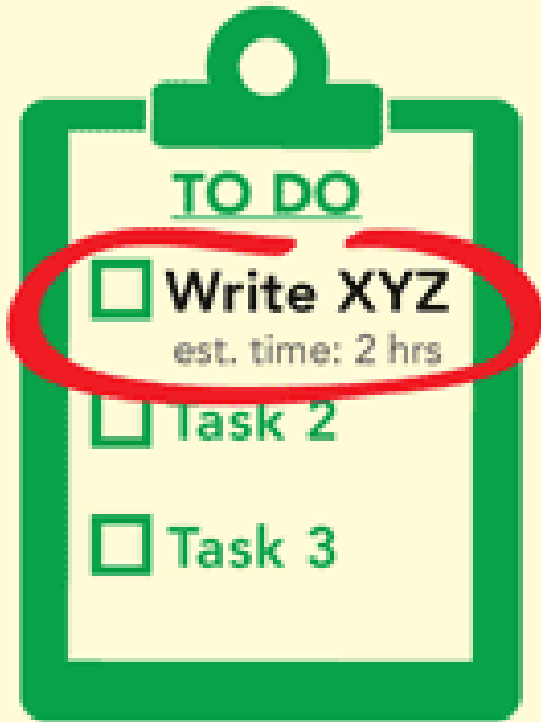 TO DO
Write XYZ
est. time: 2 hrs
Task 2
Task 3